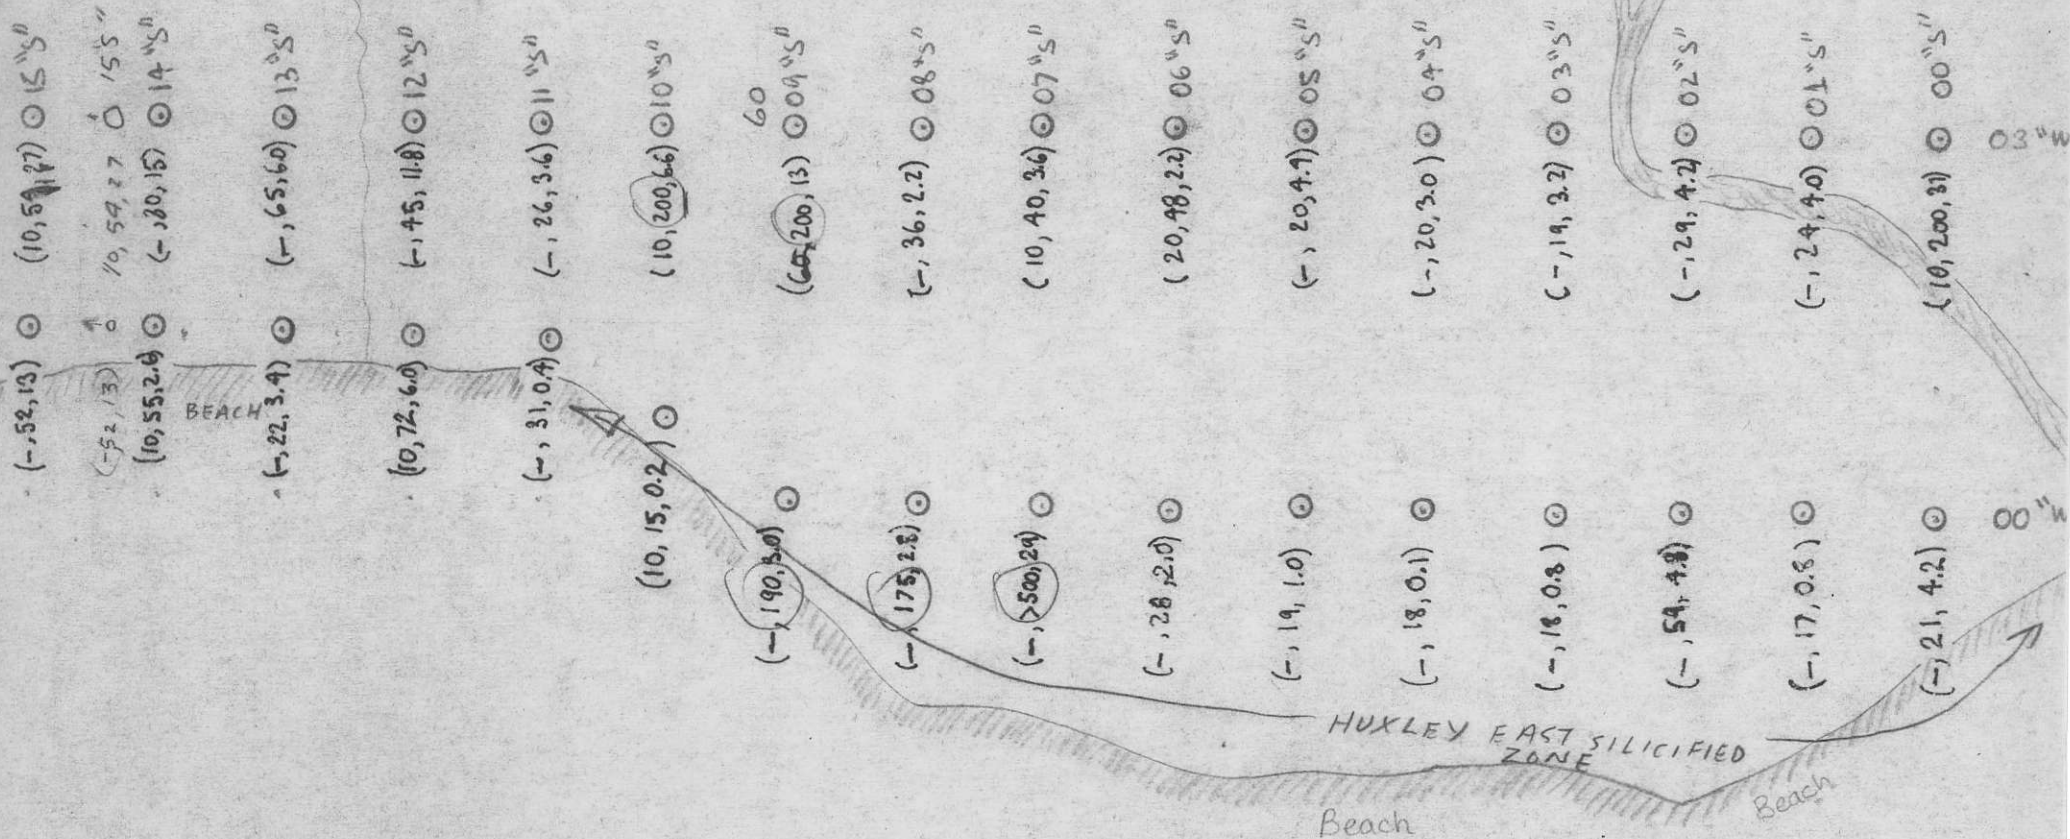 (10, 59, 27) ⊙ 15"S"
10, 59, 27 15"S"
(-, 80, 15) ⊙ 14"S"
(-, 65, 60) ⊙ 13"S"
(-, 45, 11.8) ⊙ 12"S"
(-, 26, 3.6) ⊙ 11"S"
(10, 200, 6.6) ⊙ 10"S"
60
(60, 200, 13) ⊙ 09"S"
(-, 36, 2.2) ⊙ 08"S"
(10, 40, 3.6) ⊙ 07"S"
(20, 48, 2.2) ⊙ 06"S"
(-, 20, 4.9) ⊙ 05"S"
(-, 20, 3.0) ⊙ 04"S"
(-, 19, 3.2) ⊙ 03"S"
(-, 29, 4.2) ⊙ 02"S"
(-, 24, 4.0) ⊙ 01"S"
(10, 200, 31) ⊙ 00"S"
03"W
(-, 52, 13) ⊙
(-, 52, 13)
(10, 55, 2.6) ⊙
BEACH
(-, 22, 3.4) ⊙
(10, 72, 6.0) ⊙
(-, 31, 0.4) ⊙
(10, 15, 0.2) ⊙
(-, 190, 3.0) ⊙
(-, 175, 2.8) ⊙
(-, >500, 29) ⊙
(-, 28, 2.0) ⊙
(-, 19, 1.0) ⊙
(-, 18, 0.1) ⊙
(-, 18, 0.8) ⊙
(-, 59, 4.8) ⊙
(-, 17, 0.8) ⊙
(-, 21, 4.2) ⊙
00"W
HUXLEY EAST SILICIFIED
ZONE
Beach
Beach